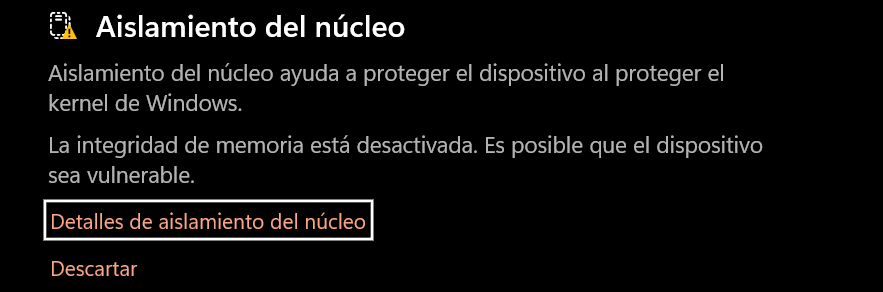 Aislamiento del núcleo
Aislamiento del núcleo ayuda a proteger el dispositivo al proteger el
kernel de Windows.
La integridad de memoria está desactivada. Es posible que el dispositivo
sea vulnerable.
Detalles de aislamiento del núcleo
Descartar